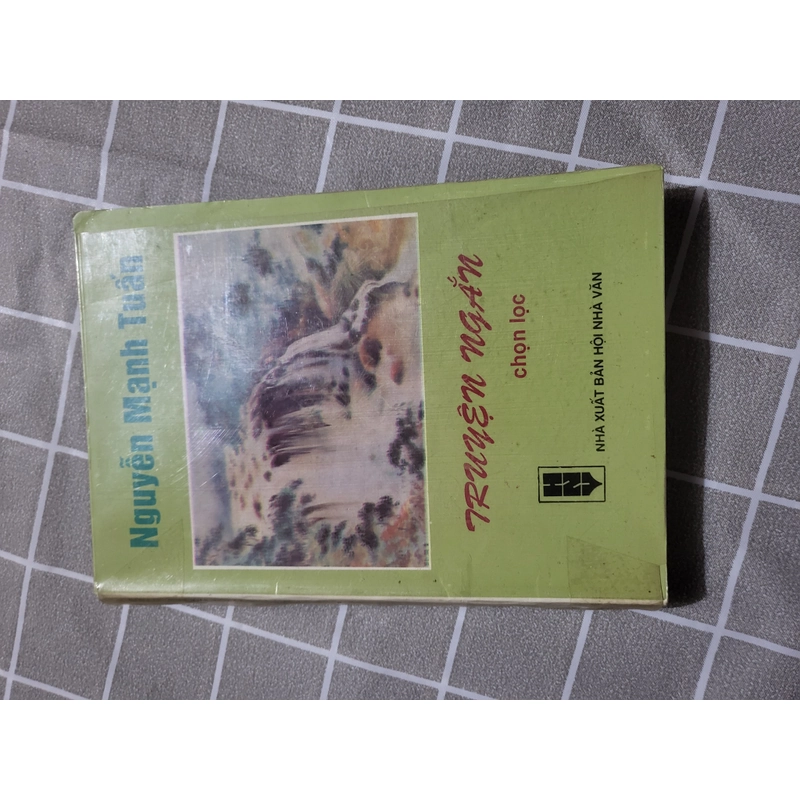 Nguyễn Mạnh Tuấn
TRUYỆN NGẮN
chọn lọc
NHÀ XUẤT BẢN HỘI NHÀ VĂN